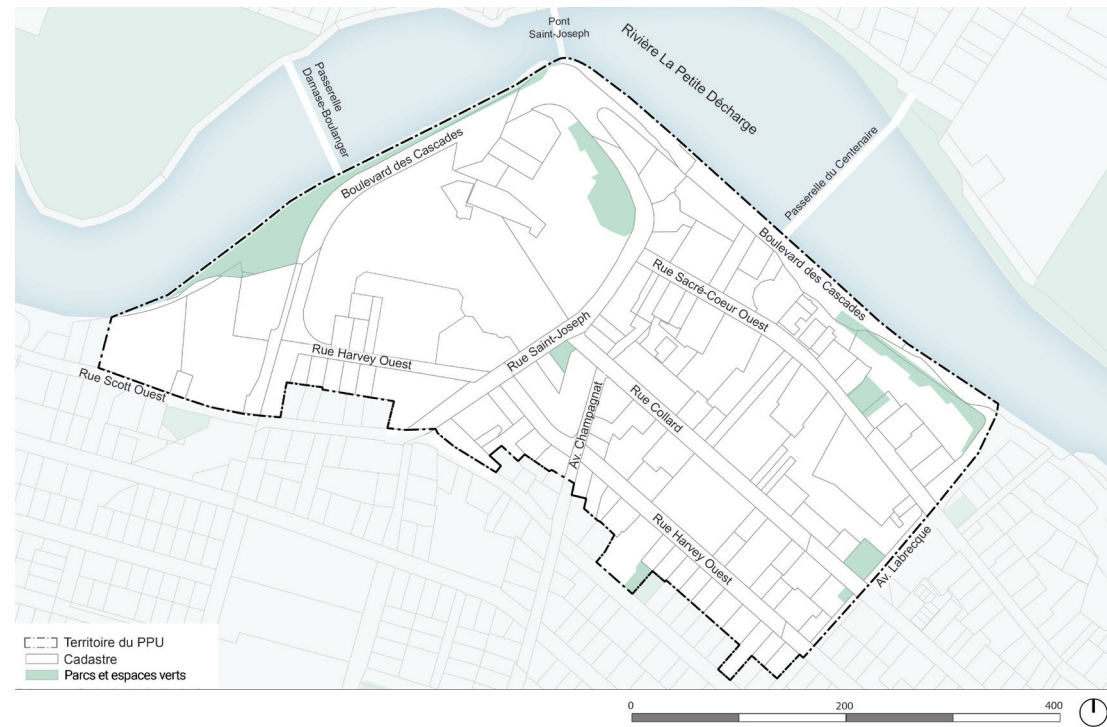 Pont
Saint-Joseph
Rivière La Petite Décharge
Passerelle
Damase-Boulanger
Boulevard des Cascades
Passerelle du Centenaire
Boulevard des Cascades
Rue Sacré-Coeur Ouest
Rue Saint-Joseph
Rue Harvey Ouest
Rue Scott Ouest
Av. Champagnat
Rue Collard
Rue Harvey Ouest
Av. Labrecque
Territoire du PPU
Cadastre
Parcs et espaces verts
0 200 400